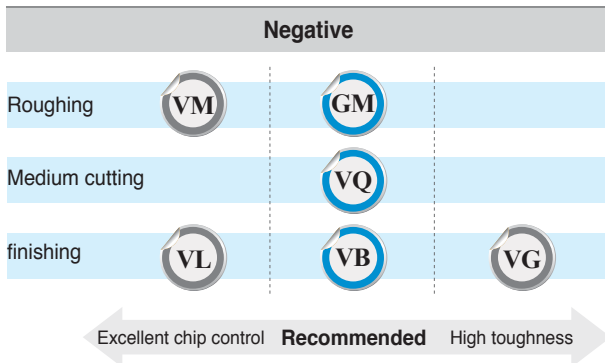 Negative
Roughing VM GM
Medium cutting VQ
finishing VL VB VG
Excellent chip control Recommended High toughness